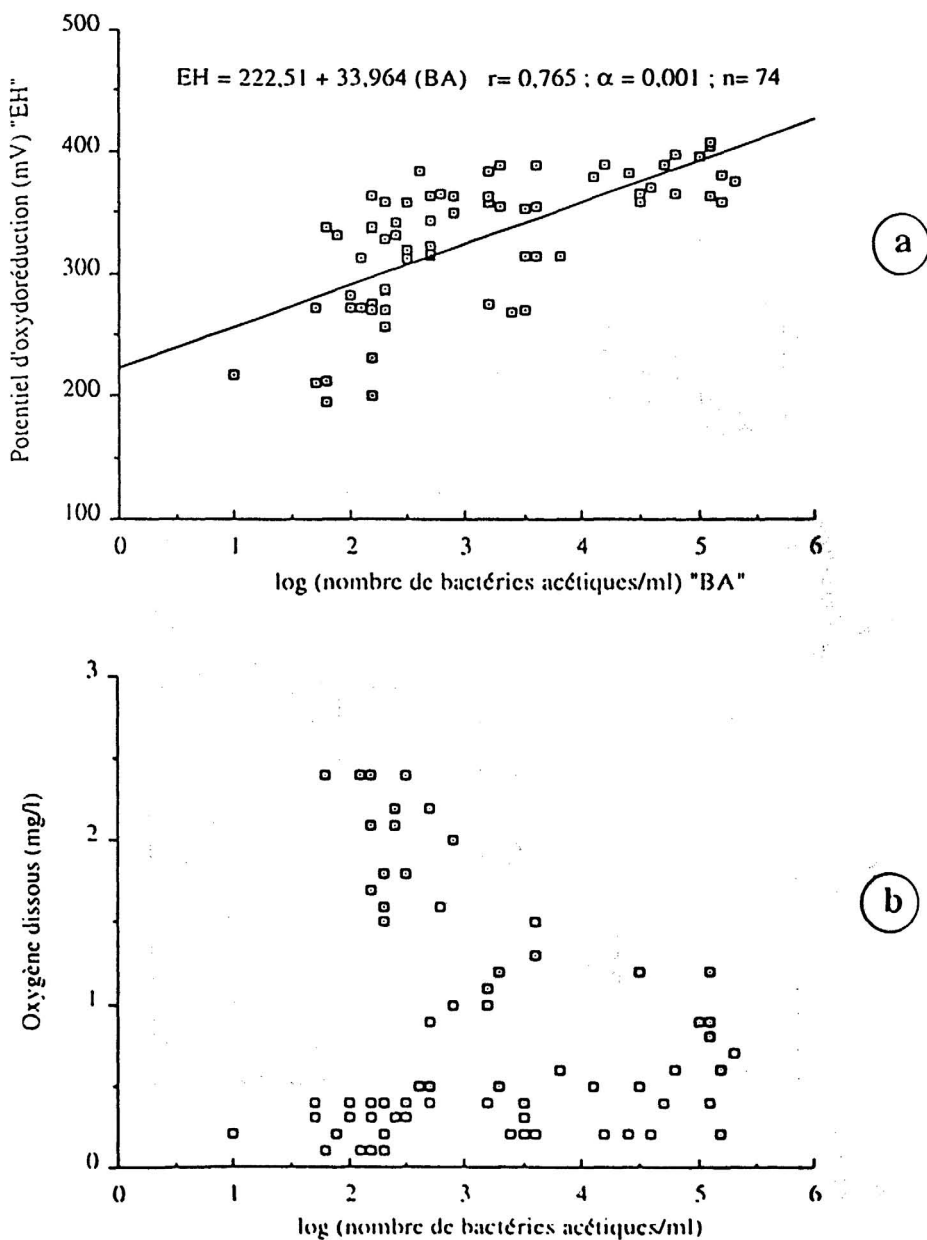 500
400
300
200
100
Potentiel d'oxydoréduction (mV) "EH"
EH = 222,51 + 33,964 (BA) r= 0,765 ; α = 0,001 ; n= 74
a
0 1 2 3 4 5 6
log (nombre de bactéries acétiques/ml) "BA"
3
2
1
0
Oxygène dissous (mg/l)
b
0 1 2 3 4 5 6
log (nombre de bactéries acétiques/ml)